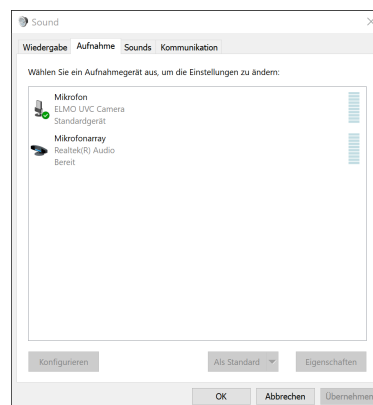 Sound
Wiedergabe Aufnahme Sounds Kommunikation
Wählen Sie ein Aufnahmegerät aus, um die Einstellungen zu ändern:
Mikrofon
ELMO UVC Camera
Standardgerät
Mikrofonarray
Realtek(R) Audio
Bereit
Konfigurieren Als Standard Eigenschaften
OK Abbrechen Übernehmen